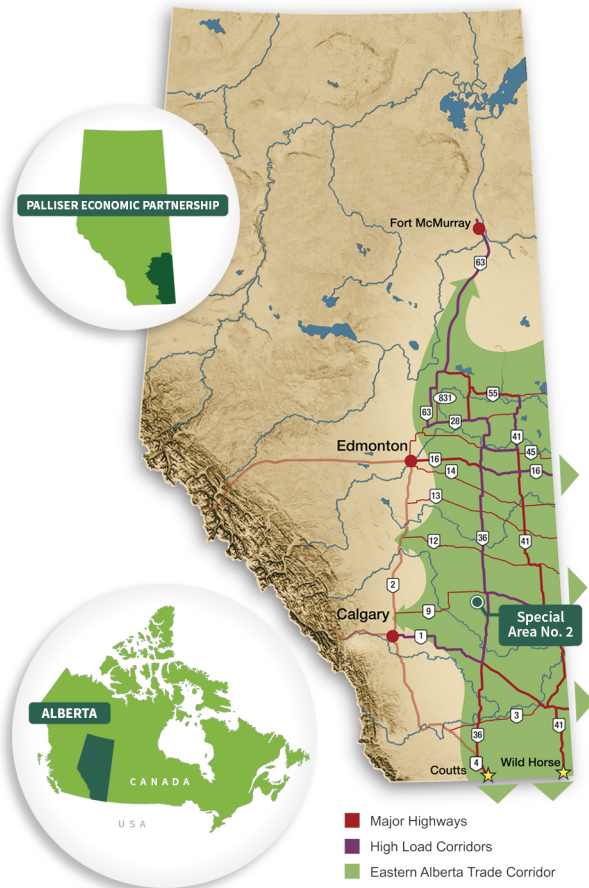 PALLISER ECONOMIC PARTNERSHIP
Fort McMurray
63
55
831
63
28
41
Edmonton
45
16
16
14
13
36
12
41
2
Calgary
9
Special
Area No. 2
1
3
36
41
4
Coutts
Wild Horse
ALBERTA
CANADA
USA
Major Highways
High Load Corridors
Eastern Alberta Trade Corridor